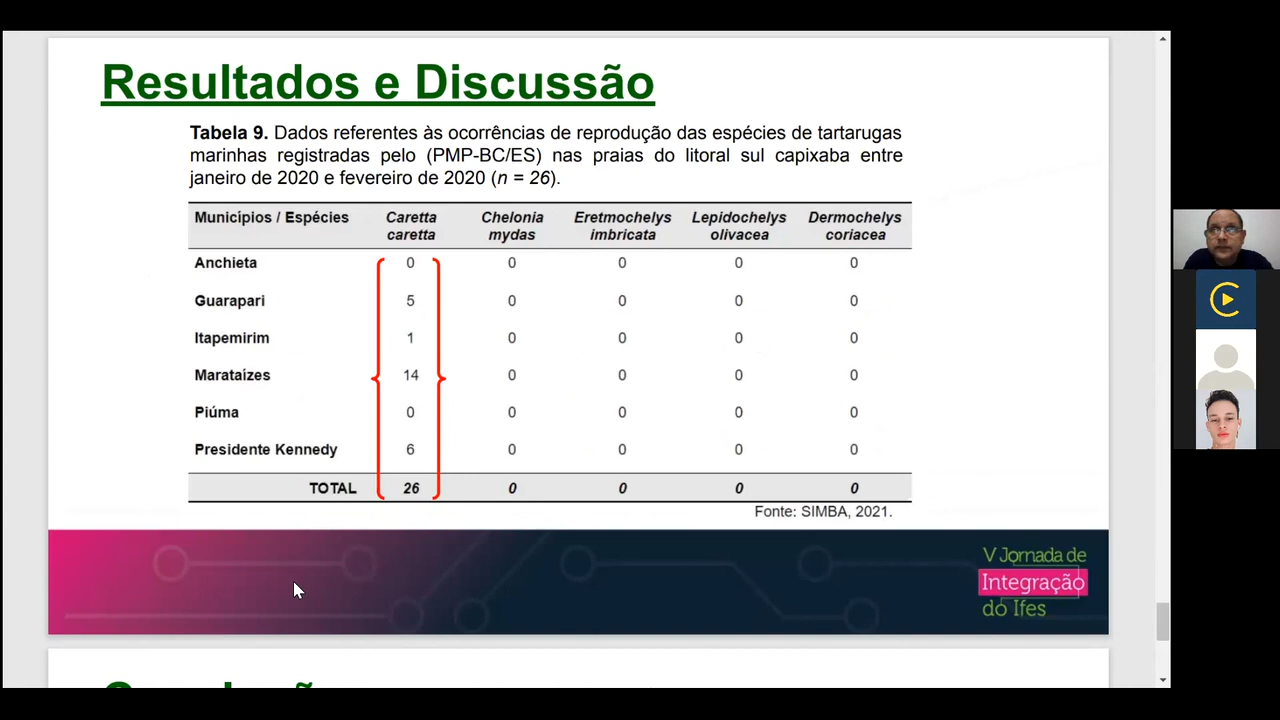 Resultados e Discussão
Tabela 9. Dados referentes às ocorrências de reprodução das espécies de tartarugas
marinhas registradas pelo (PMP-BC/ES) nas praias do litoral sul capixaba entre
janeiro de 2020 e fevereiro de 2020 (n = 26).
Municípios / Espécies Caretta caretta Chelonia mydas Eretmochelys imbricata Lepidochelys olivacea Dermochelys coriacea
Anchieta 0 0 0 0 0
Guarapari 5 0 0 0 0
Itapemirim 1 0 0 0 0
Marataízes 14 0 0 0 0
Piúma 0 0 0 0 0
Presidente Kennedy 6 0 0 0 0
TOTAL 26 0 0 0 0
Fonte: SIMBA, 2021.
V Jornada de
Integração
do Ifes